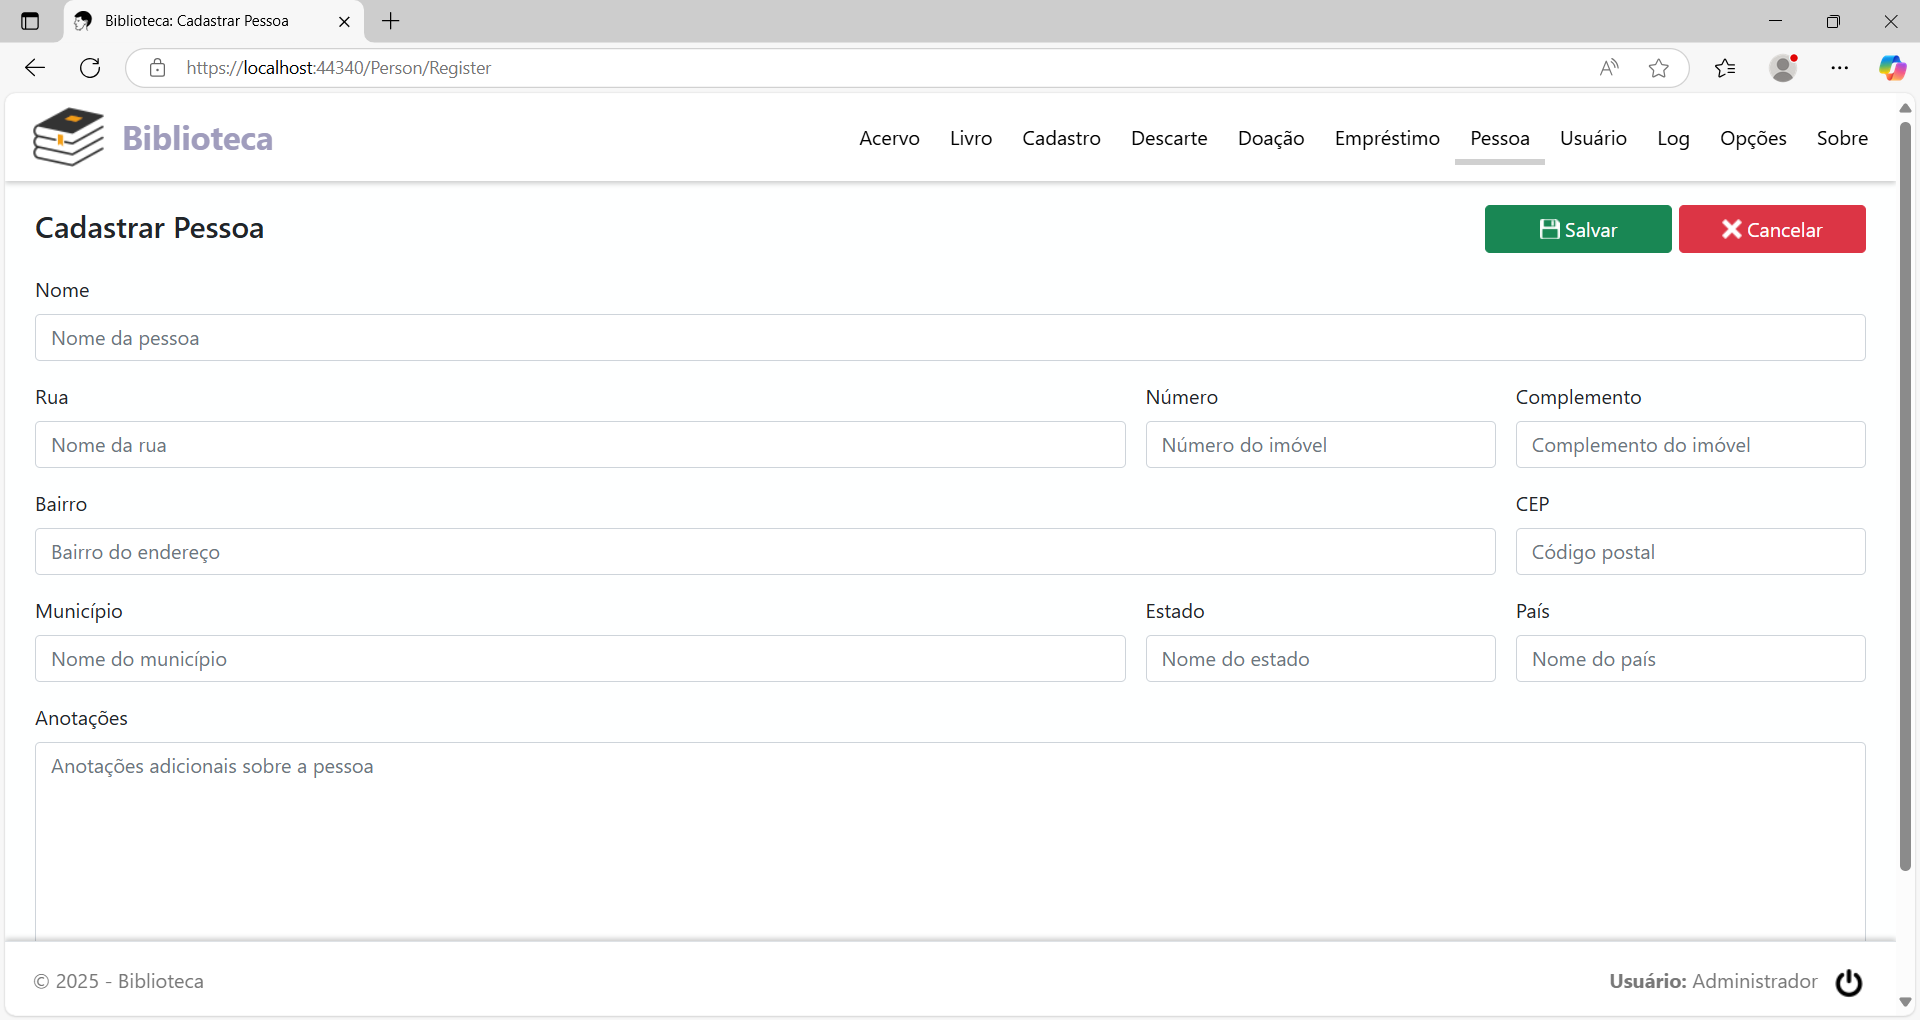 Biblioteca: Cadastrar Pessoa
https://localhost:44340/Person/Register
Biblioteca
Acervo Livro Cadastro Descarte Doação Empréstimo Pessoa Usuário Log Opções Sobre
Cadastrar Pessoa
Salvar Cancelar
Nome
Nome da pessoa
Rua Número Complemento
Nome da rua Número do imóvel Complemento do imóvel
Bairro CEP
Bairro do endereço Código postal
Município Estado País
Nome do município Nome do estado Nome do país
Anotações
Anotações adicionais sobre a pessoa
© 2025 - Biblioteca Usuário: Administrador